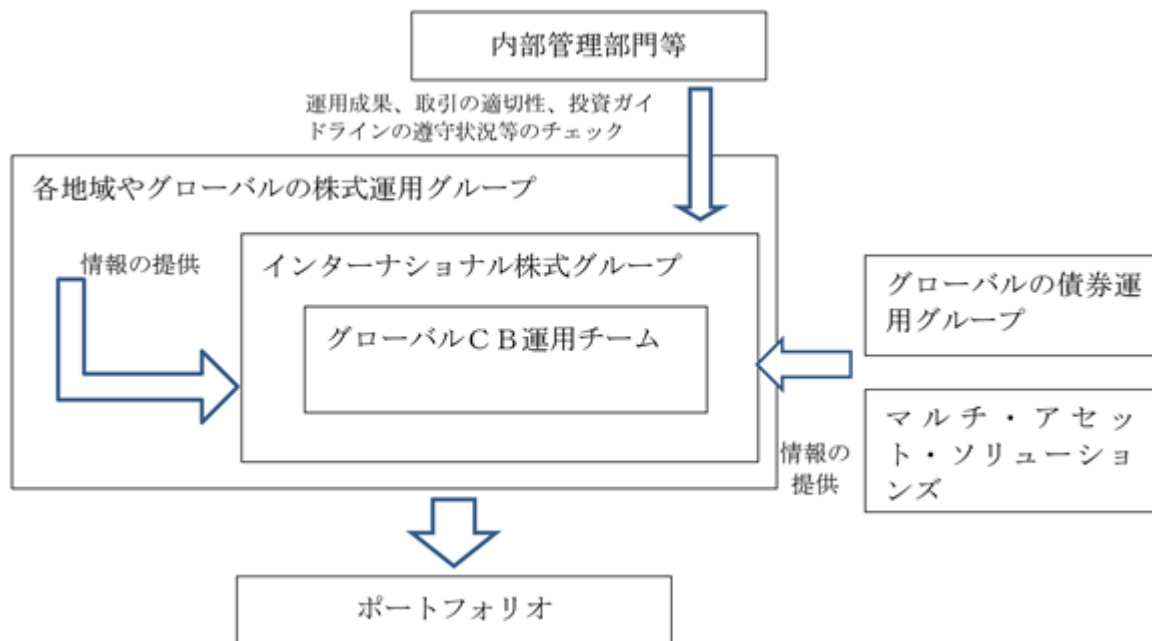 内部管理部門等
運用成果、取引の適切性、投資ガイ
ドラインの遵守状況等のチェック
各地域やグローバルの株式運用グループ
情報の提供
インターナショナル株式グループ
グローバルＣＢ運用チーム
グローバルの債券運
用グループ
マルチ・アセッ
ト・ソリューショ
ンズ
情報の
提供
ポートフォリオ